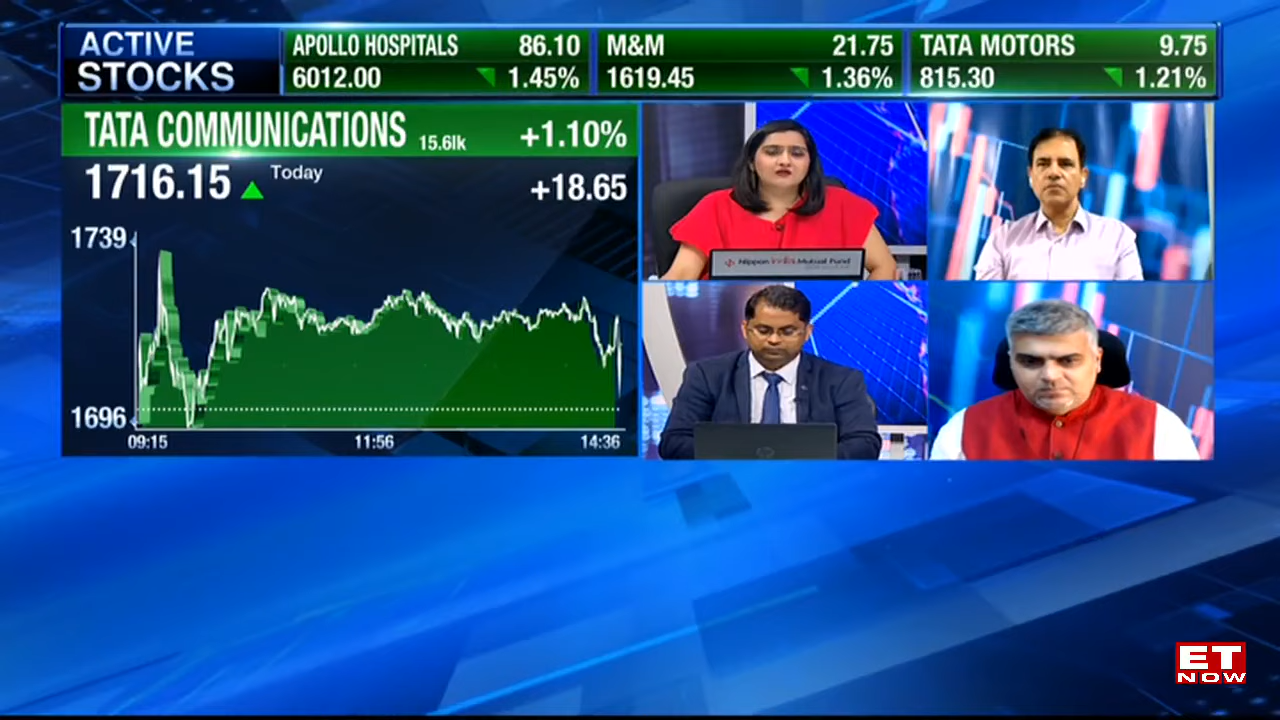 ACTIVE
STOCKS
APOLLO HOSPITALS 86.10
6012.00 1.45%
M&M 21.75
1619.45 1.36%
TATA MOTORS 9.75
815.30 1.21%
TATA COMMUNICATIONS 15.6lk +1.10%
1716.15 Today +18.65
1739
1696
09:15 11:56 14:36
Nippon India Mutual Fund
hp
ET
NOW